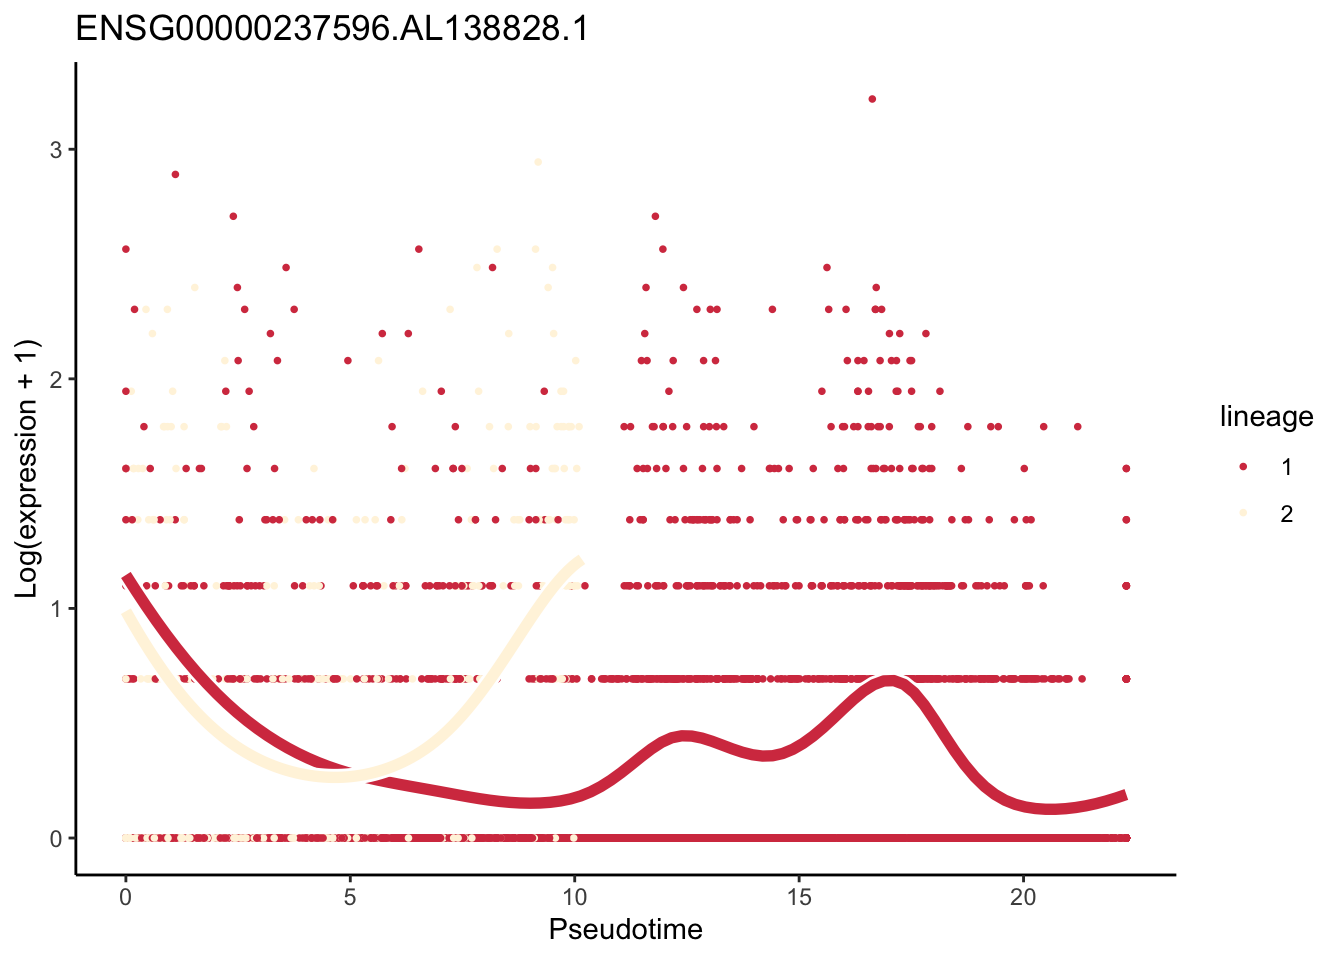 ENSG00000237596.AL138828.1
Log(expression + 1)
3
2
1
0
0 5 10 15 20
Pseudotime
lineage
1
2